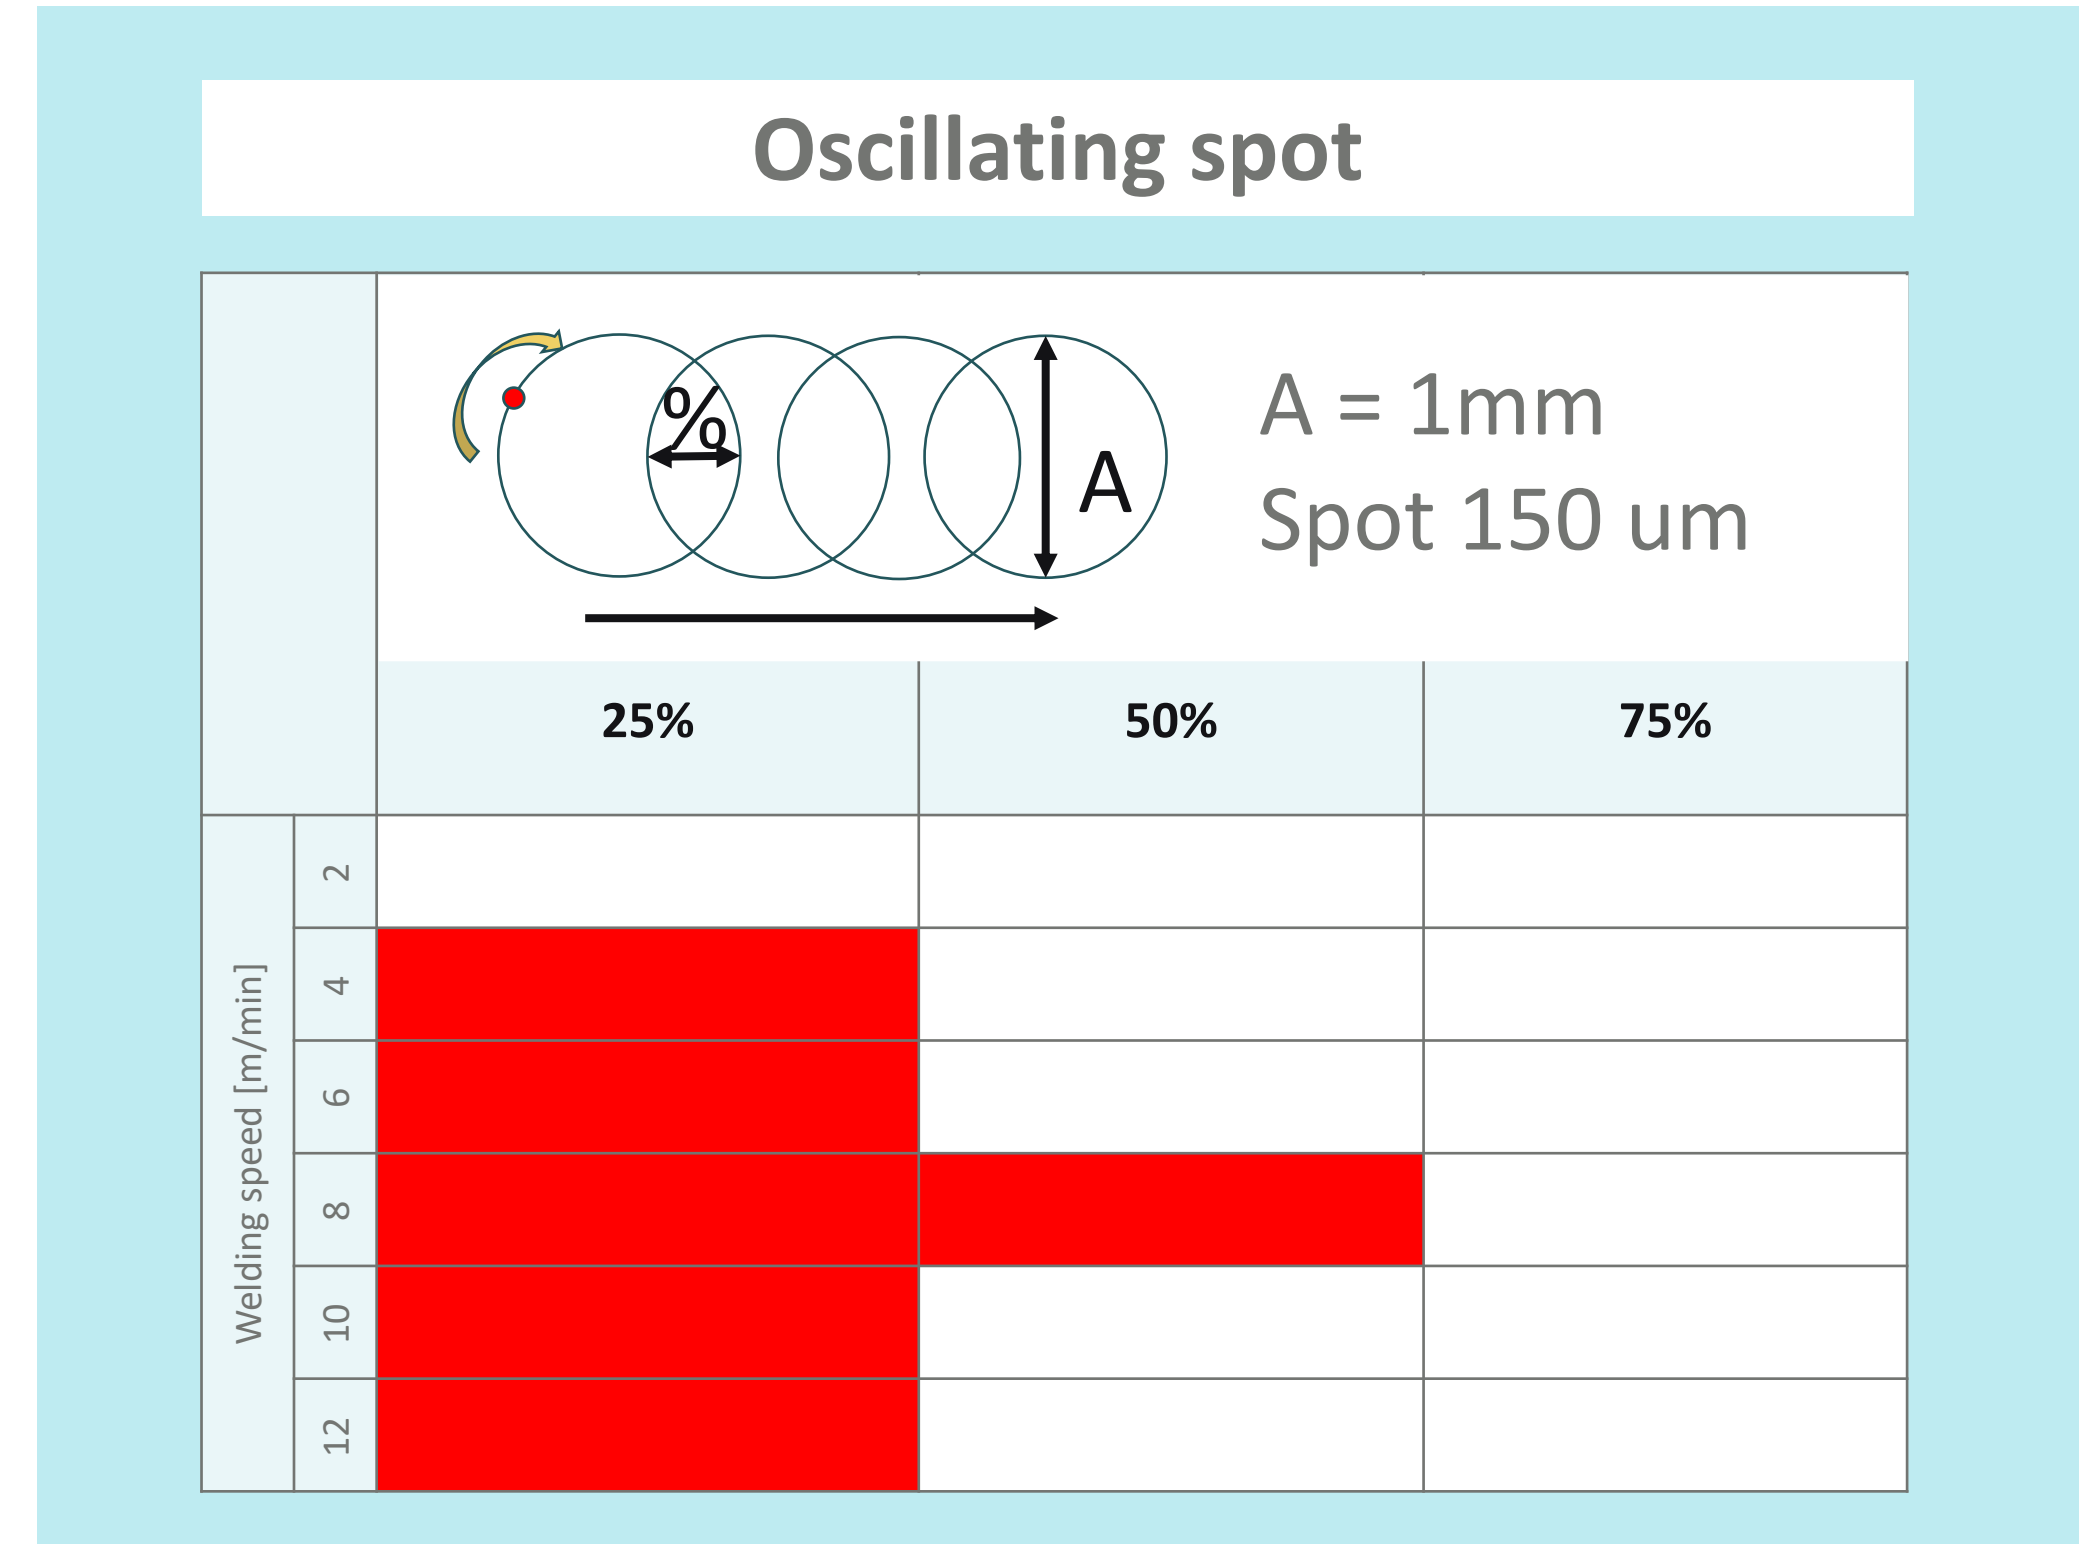 Oscillating spot
%
A
A = 1mm
Spot 150 um
25% 50% 75%
Welding speed [m/min]
2
4
6
8
10
12